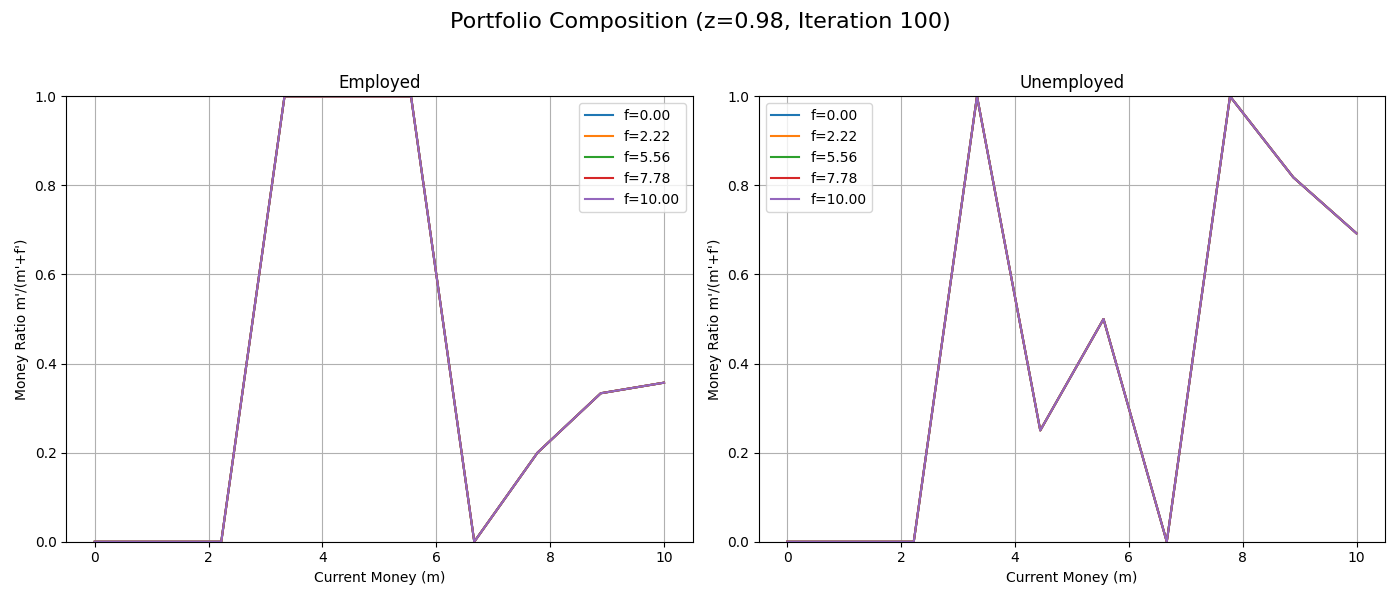 Portfolio Composition (z=0.98, Iteration 100)
Employed
Money Ratio m'/(m'+f')
1.0
0.8
0.6
0.4
0.2
0.0
f=0.00
f=2.22
f=5.56
f=7.78
f=10.00
0 2 4 6 8 10
Current Money (m)
Unemployed
Money Ratio m'/(m'+f')
1.0
0.8
0.6
0.4
0.2
0.0
f=0.00
f=2.22
f=5.56
f=7.78
f=10.00
0 2 4 6 8 10
Current Money (m)